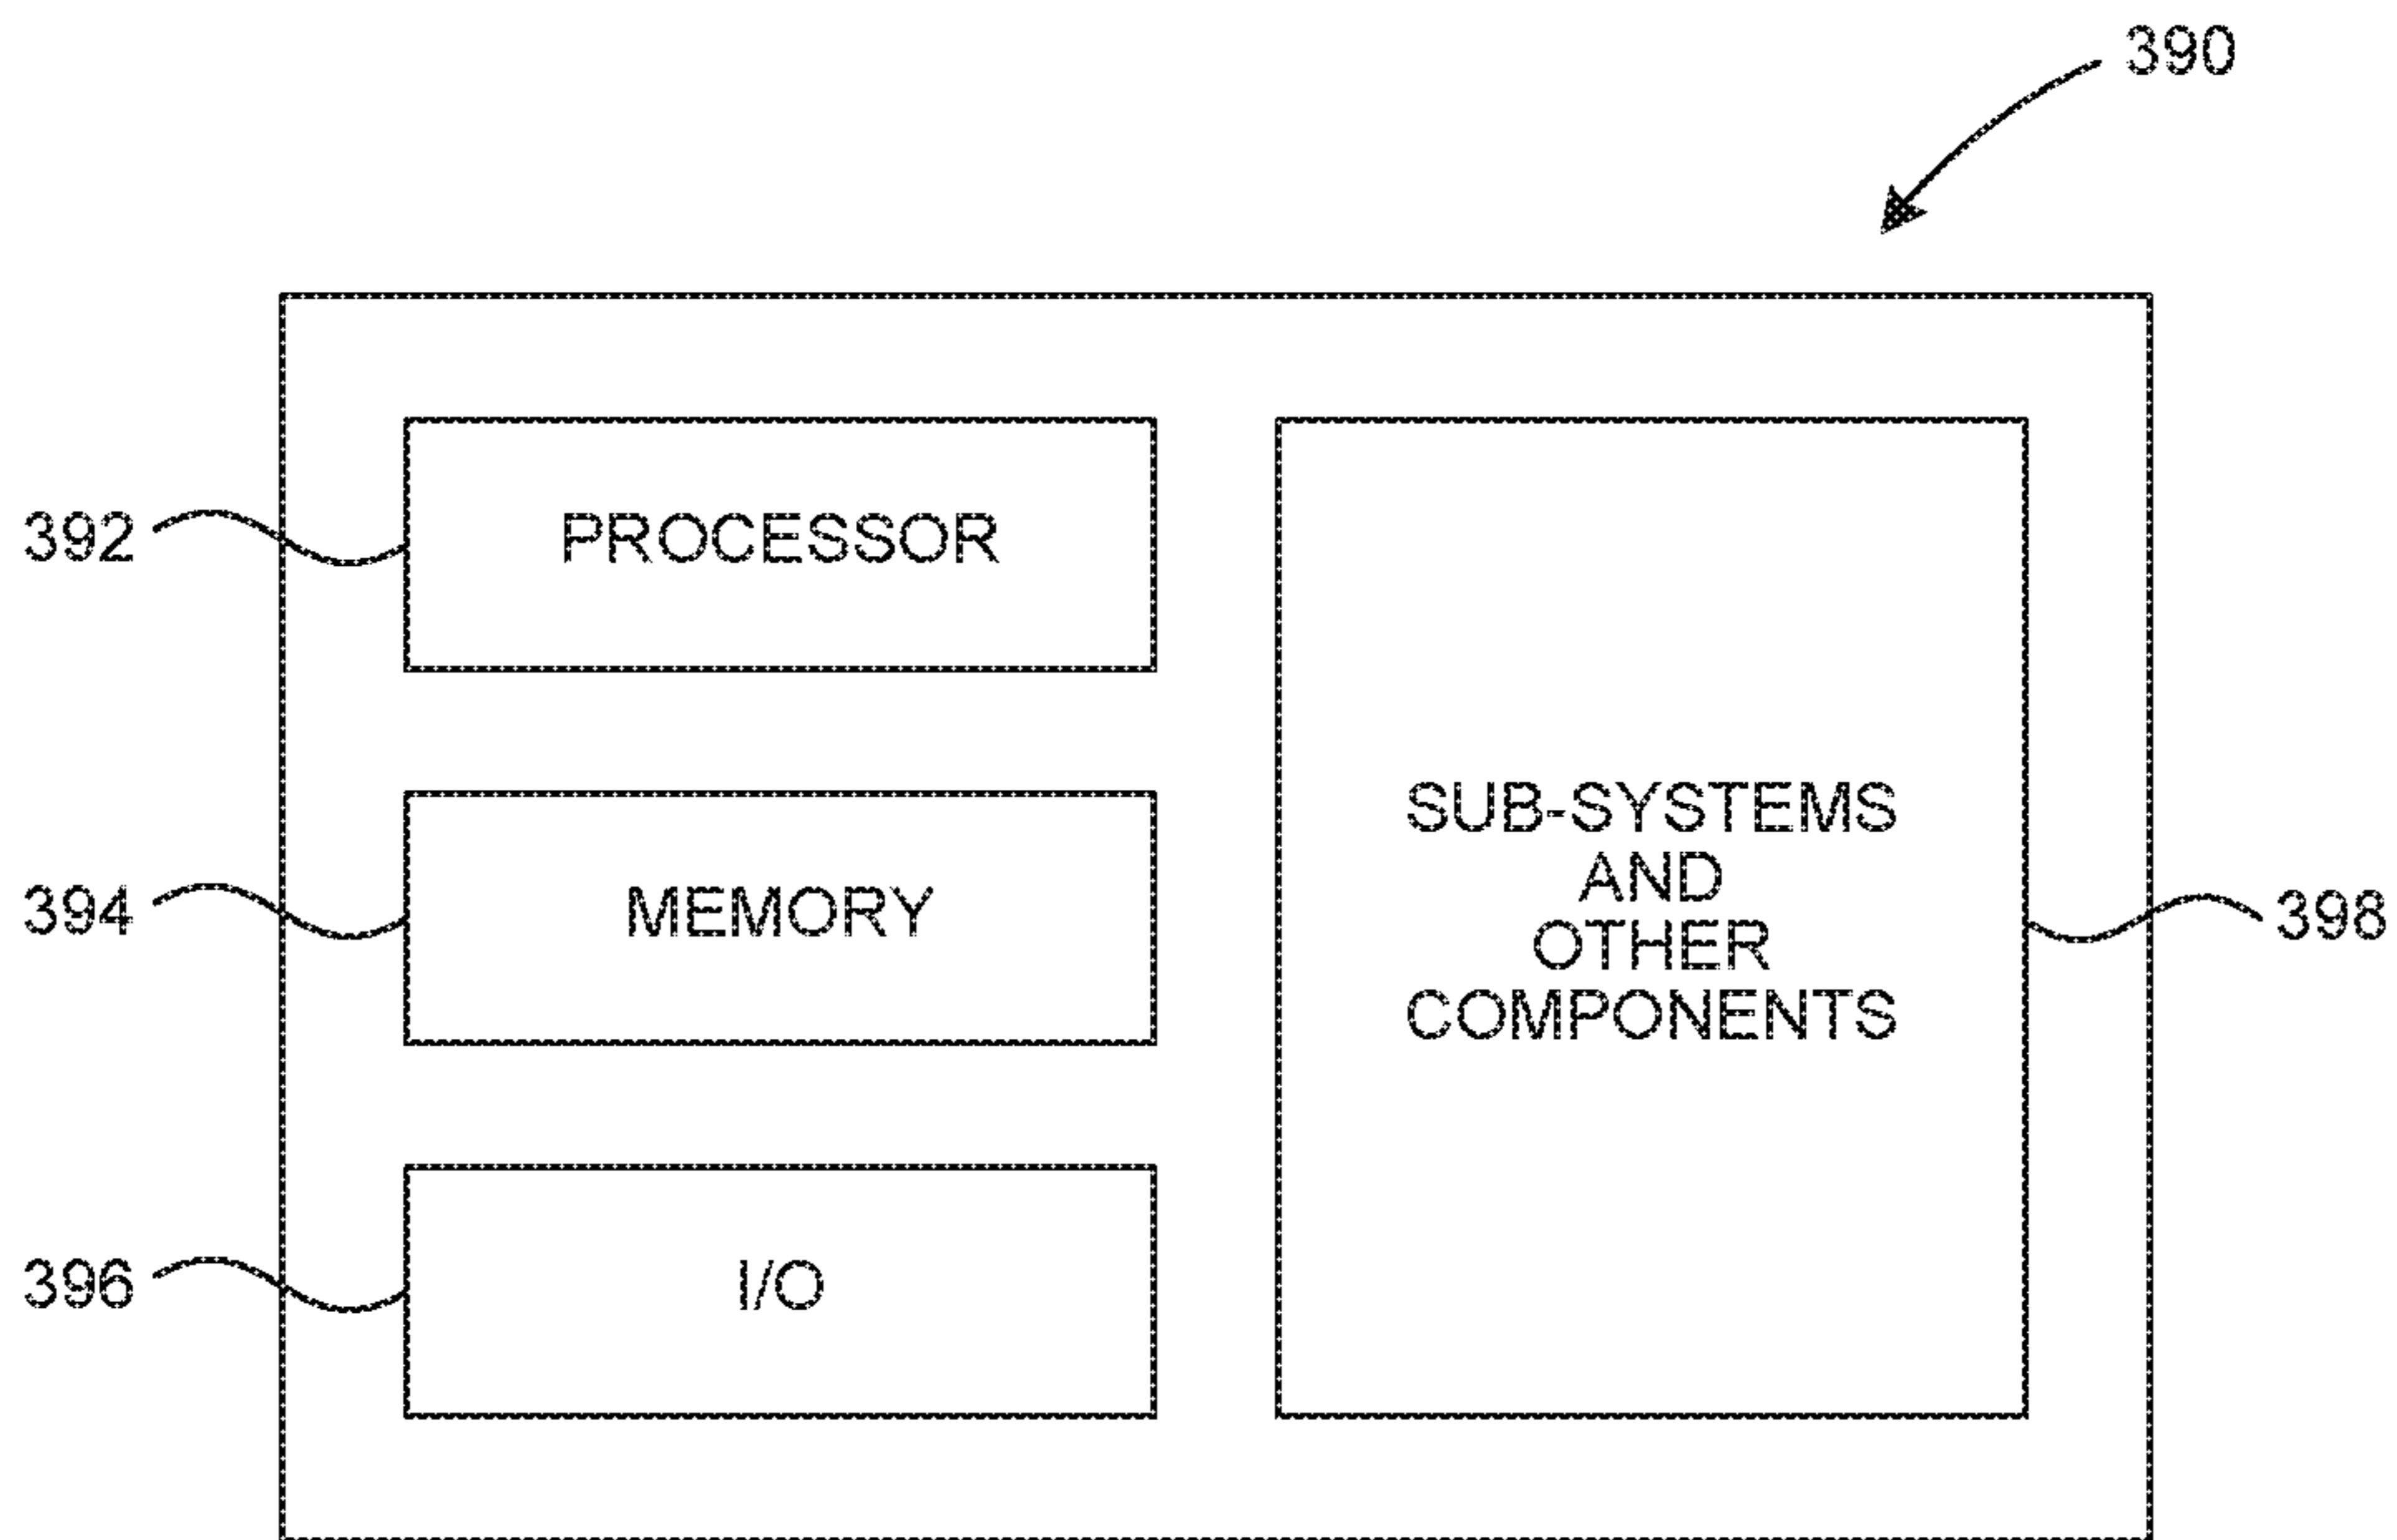 390
392
PROCESSOR
394
MEMORY
396
I/O
SUB-SYSTEMS
AND
OTHER
COMPONENTS
398